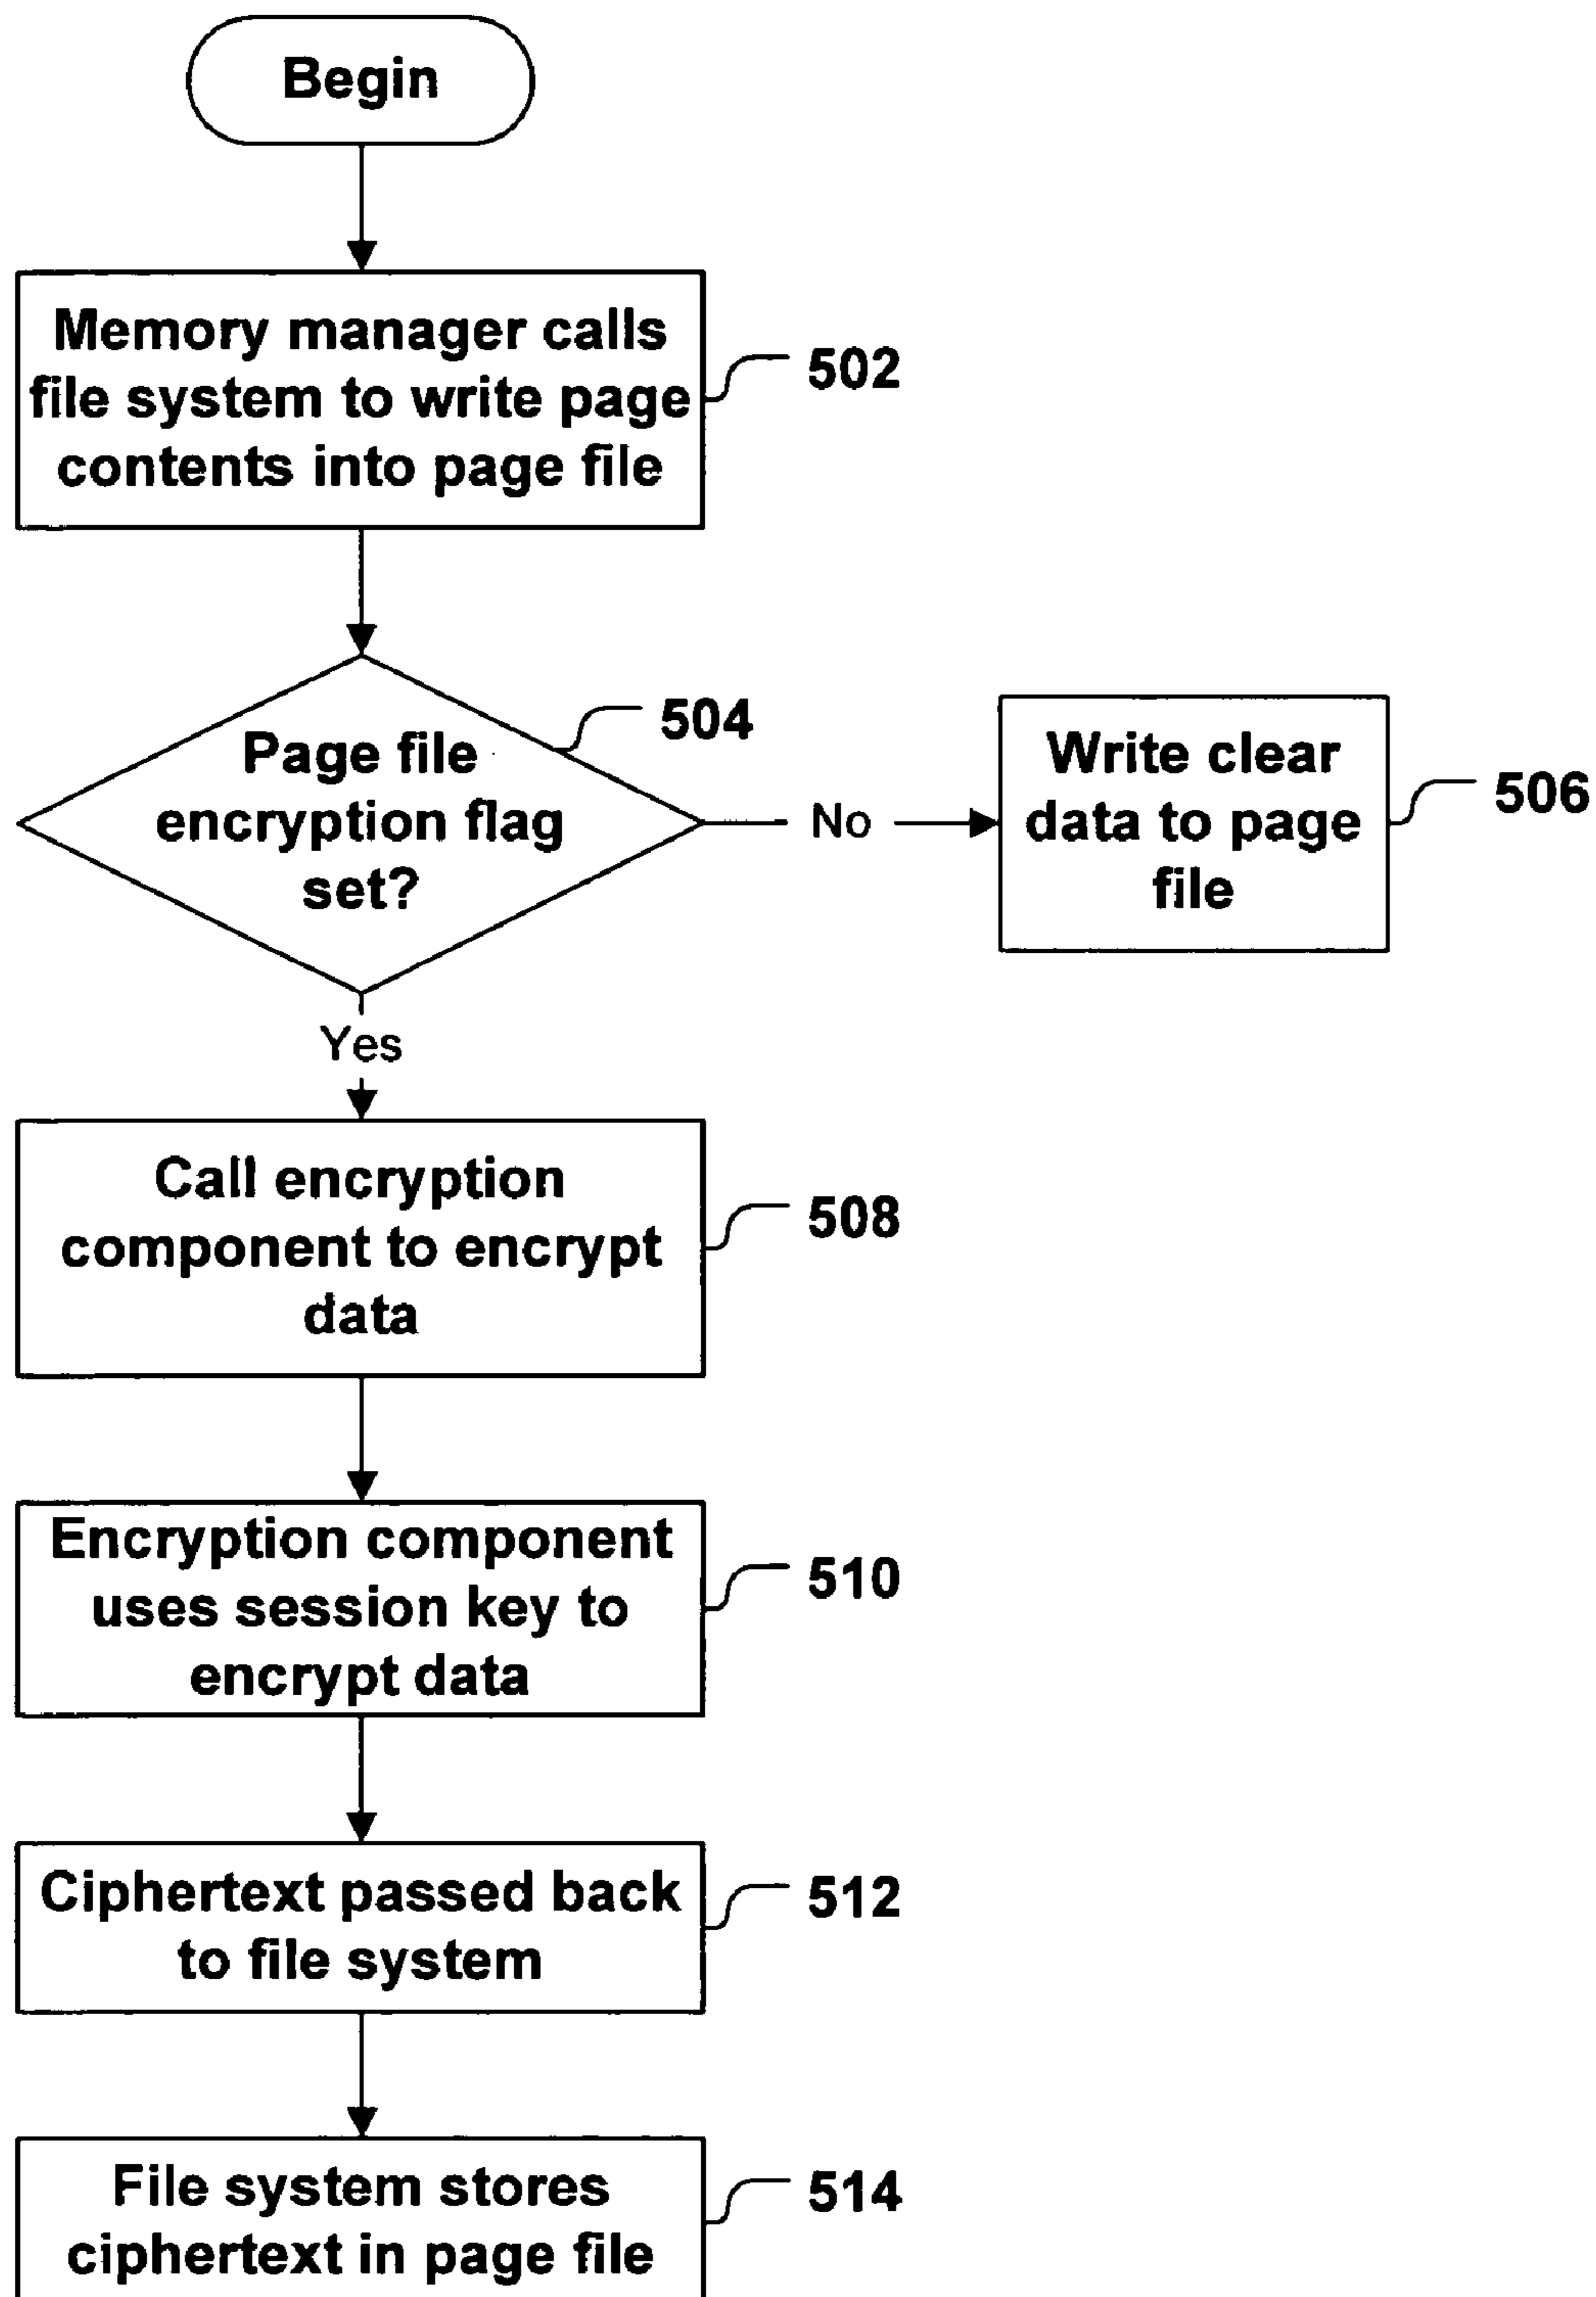 Begin
Memory manager calls
file system to write page
contents into page file
502
Page file
encryption flag
set?
504
No
Write clear
data to page
file
506
Yes
Call encryption
component to encrypt
data
508
Encryption component
uses session key to
encrypt data
510
Ciphertext passed back
to file system
512
File system stores
ciphertext in page file
514